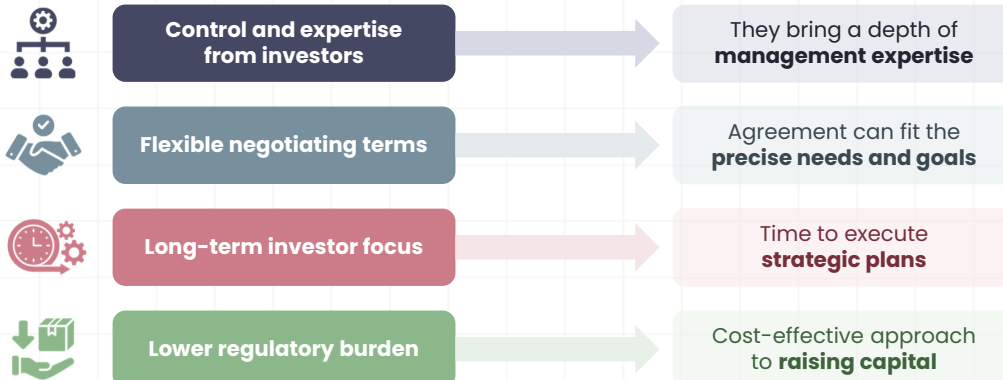 Control and expertise
from investors
They bring a depth of
management expertise
Flexible negotiating terms
Agreement can fit the
precise needs and goals
Long-term investor focus
Time to execute
strategic plans
Lower regulatory burden
Cost-effective approach
to raising capital